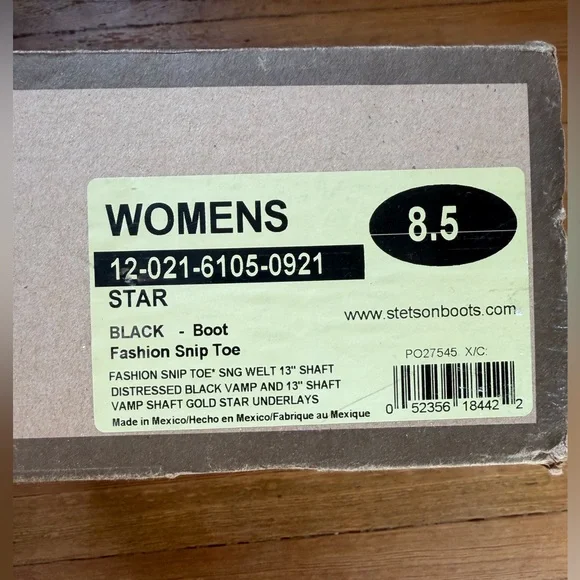 WOMENS
8.5
12-021-6105-0921
STAR
www.stetsonboots.com
BLACK - Boot
Fashion Snip Toe
PO27545 X/C:
FASHION SNIP TOE* SNG WELT 13" SHAFT
DISTRESSED BLACK VAMP AND 13" SHAFT
VAMP SHAFT GOLD STAR UNDERLAYS
Made in Mexico/Hecho en Mexico/Fabrique au Mexique
0 52356 18442 2